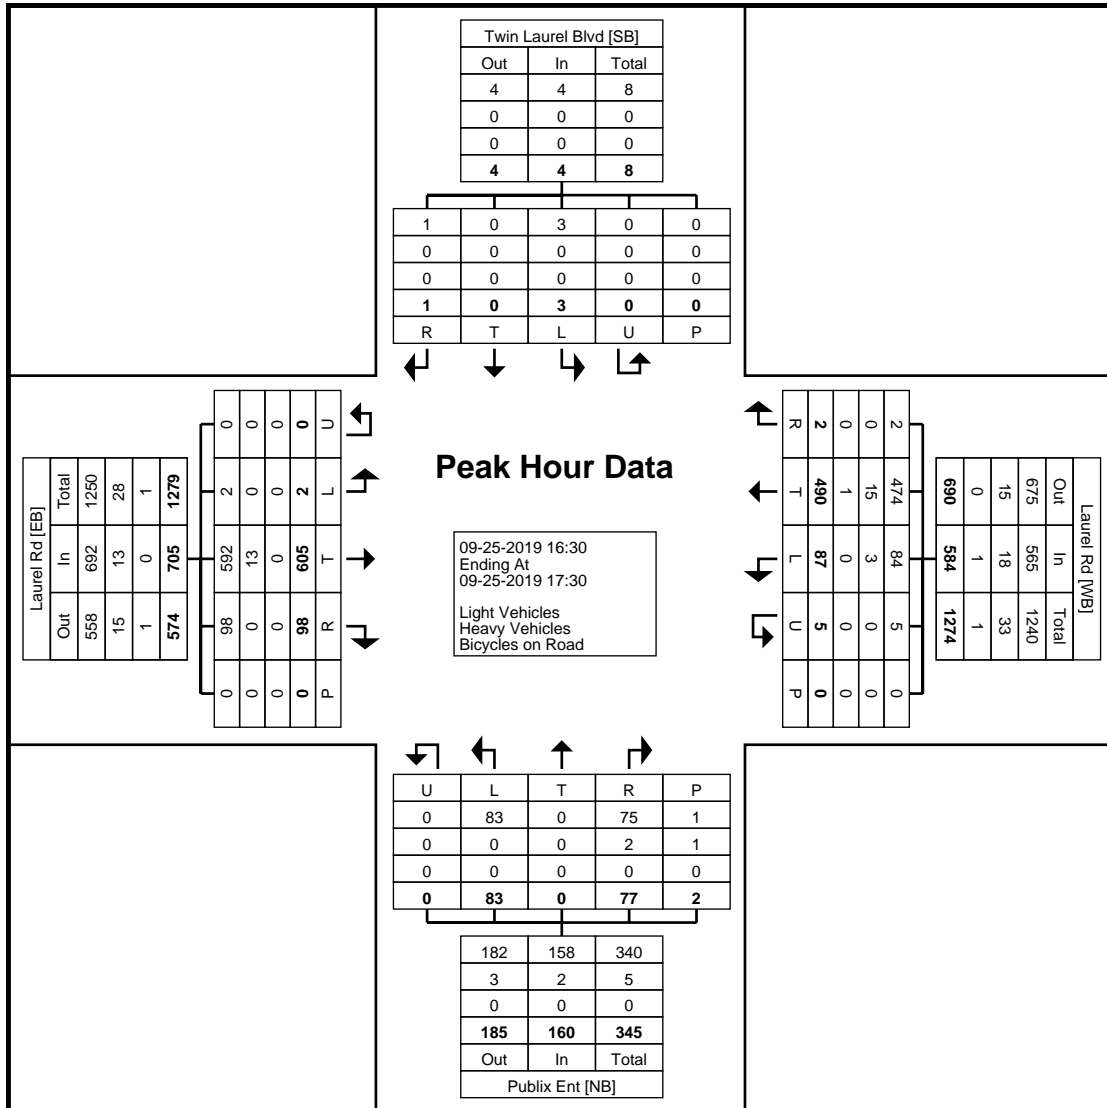 Twin Laurel Blvd [SB]
Out In Total
4 4 8
0 0 0
0 0 0
4 4 8
1 0 3 0 0
0 0 0 0 0
0 0 0 0 0
1 0 3 0 0
R T L U P
Laurel Rd [EB]
Total In Out
1250 692 558
28 13 15
1 0 1
1279 705 574
0 2 592 98 0
0 0 13 0 0
0 0 0 0 0
0 2 605 98 0
U L T R P
Peak Hour Data
09-25-2019 16:30
Ending At
09-25-2019 17:30
Light Vehicles
Heavy Vehicles
Bicycles on Road
Laurel Rd [WB]
Out In Total
675 565 1240
15 18 33
0 1 1
690 584 1274
2 474 84 5 0
0 15 3 0 0
0 1 0 0 0
2 490 87 5 0
R T L U P
U L T R P
0 83 0 75 1
0 0 0 2 1
0 0 0 0 0
0 83 0 77 2
182 158 340
3 2 5
0 0 0
185 160 345
Out In Total
Publix Ent [NB]